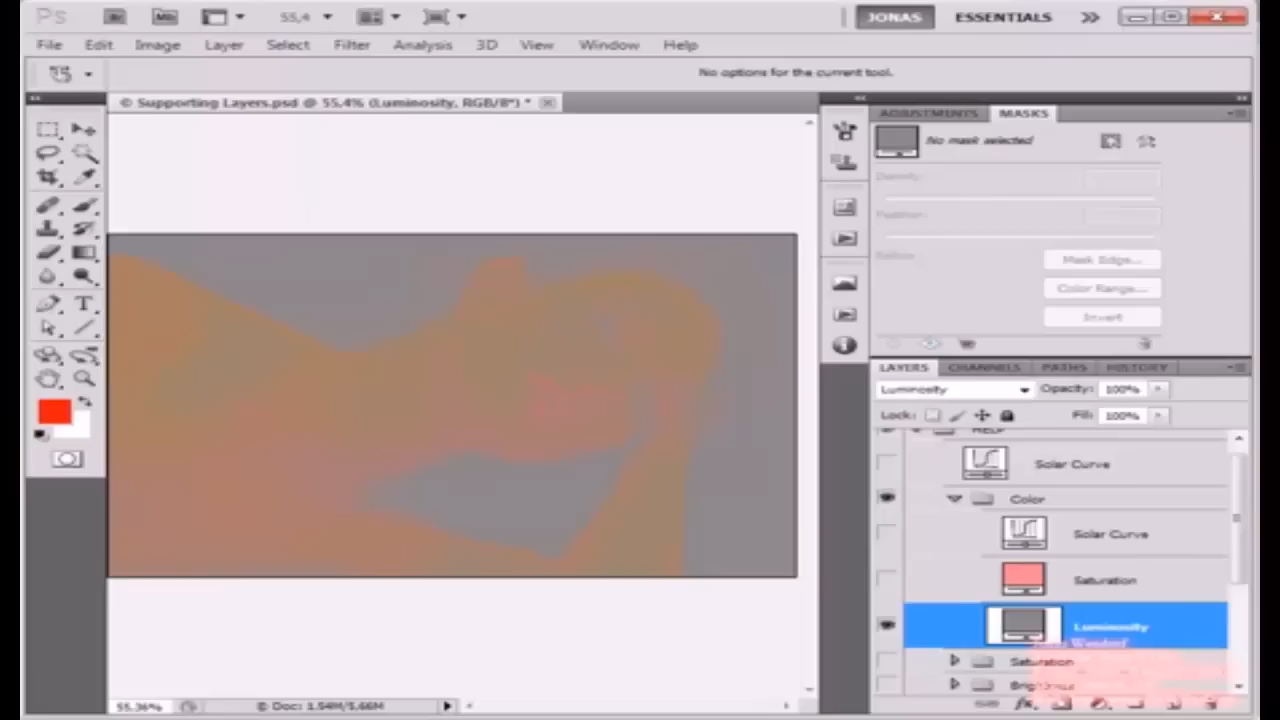 Ps Br Mb 55,4 JONAS ESSENTIALS
File Edit Image Layer Select Filter Analysis 3D View Window Help
No options for the current tool.
© Supporting Layers.psd @ 55,4% (Luminosity, RGB/8*) *
ADJUSTMENTS MASKS
No mask selected
Density:
Feather:
Refine:
Mask Edge...
Color Range...
Invert
LAYERS CHANNELS PATHS HISTORY
Luminosity Opacity: 100%
Lock: Fill: 100%
HELP
Solar Curve
Color
Solar Curve
Saturation
Luminosity
Saturation
55.36% © Doc: 1.54M/5.66M